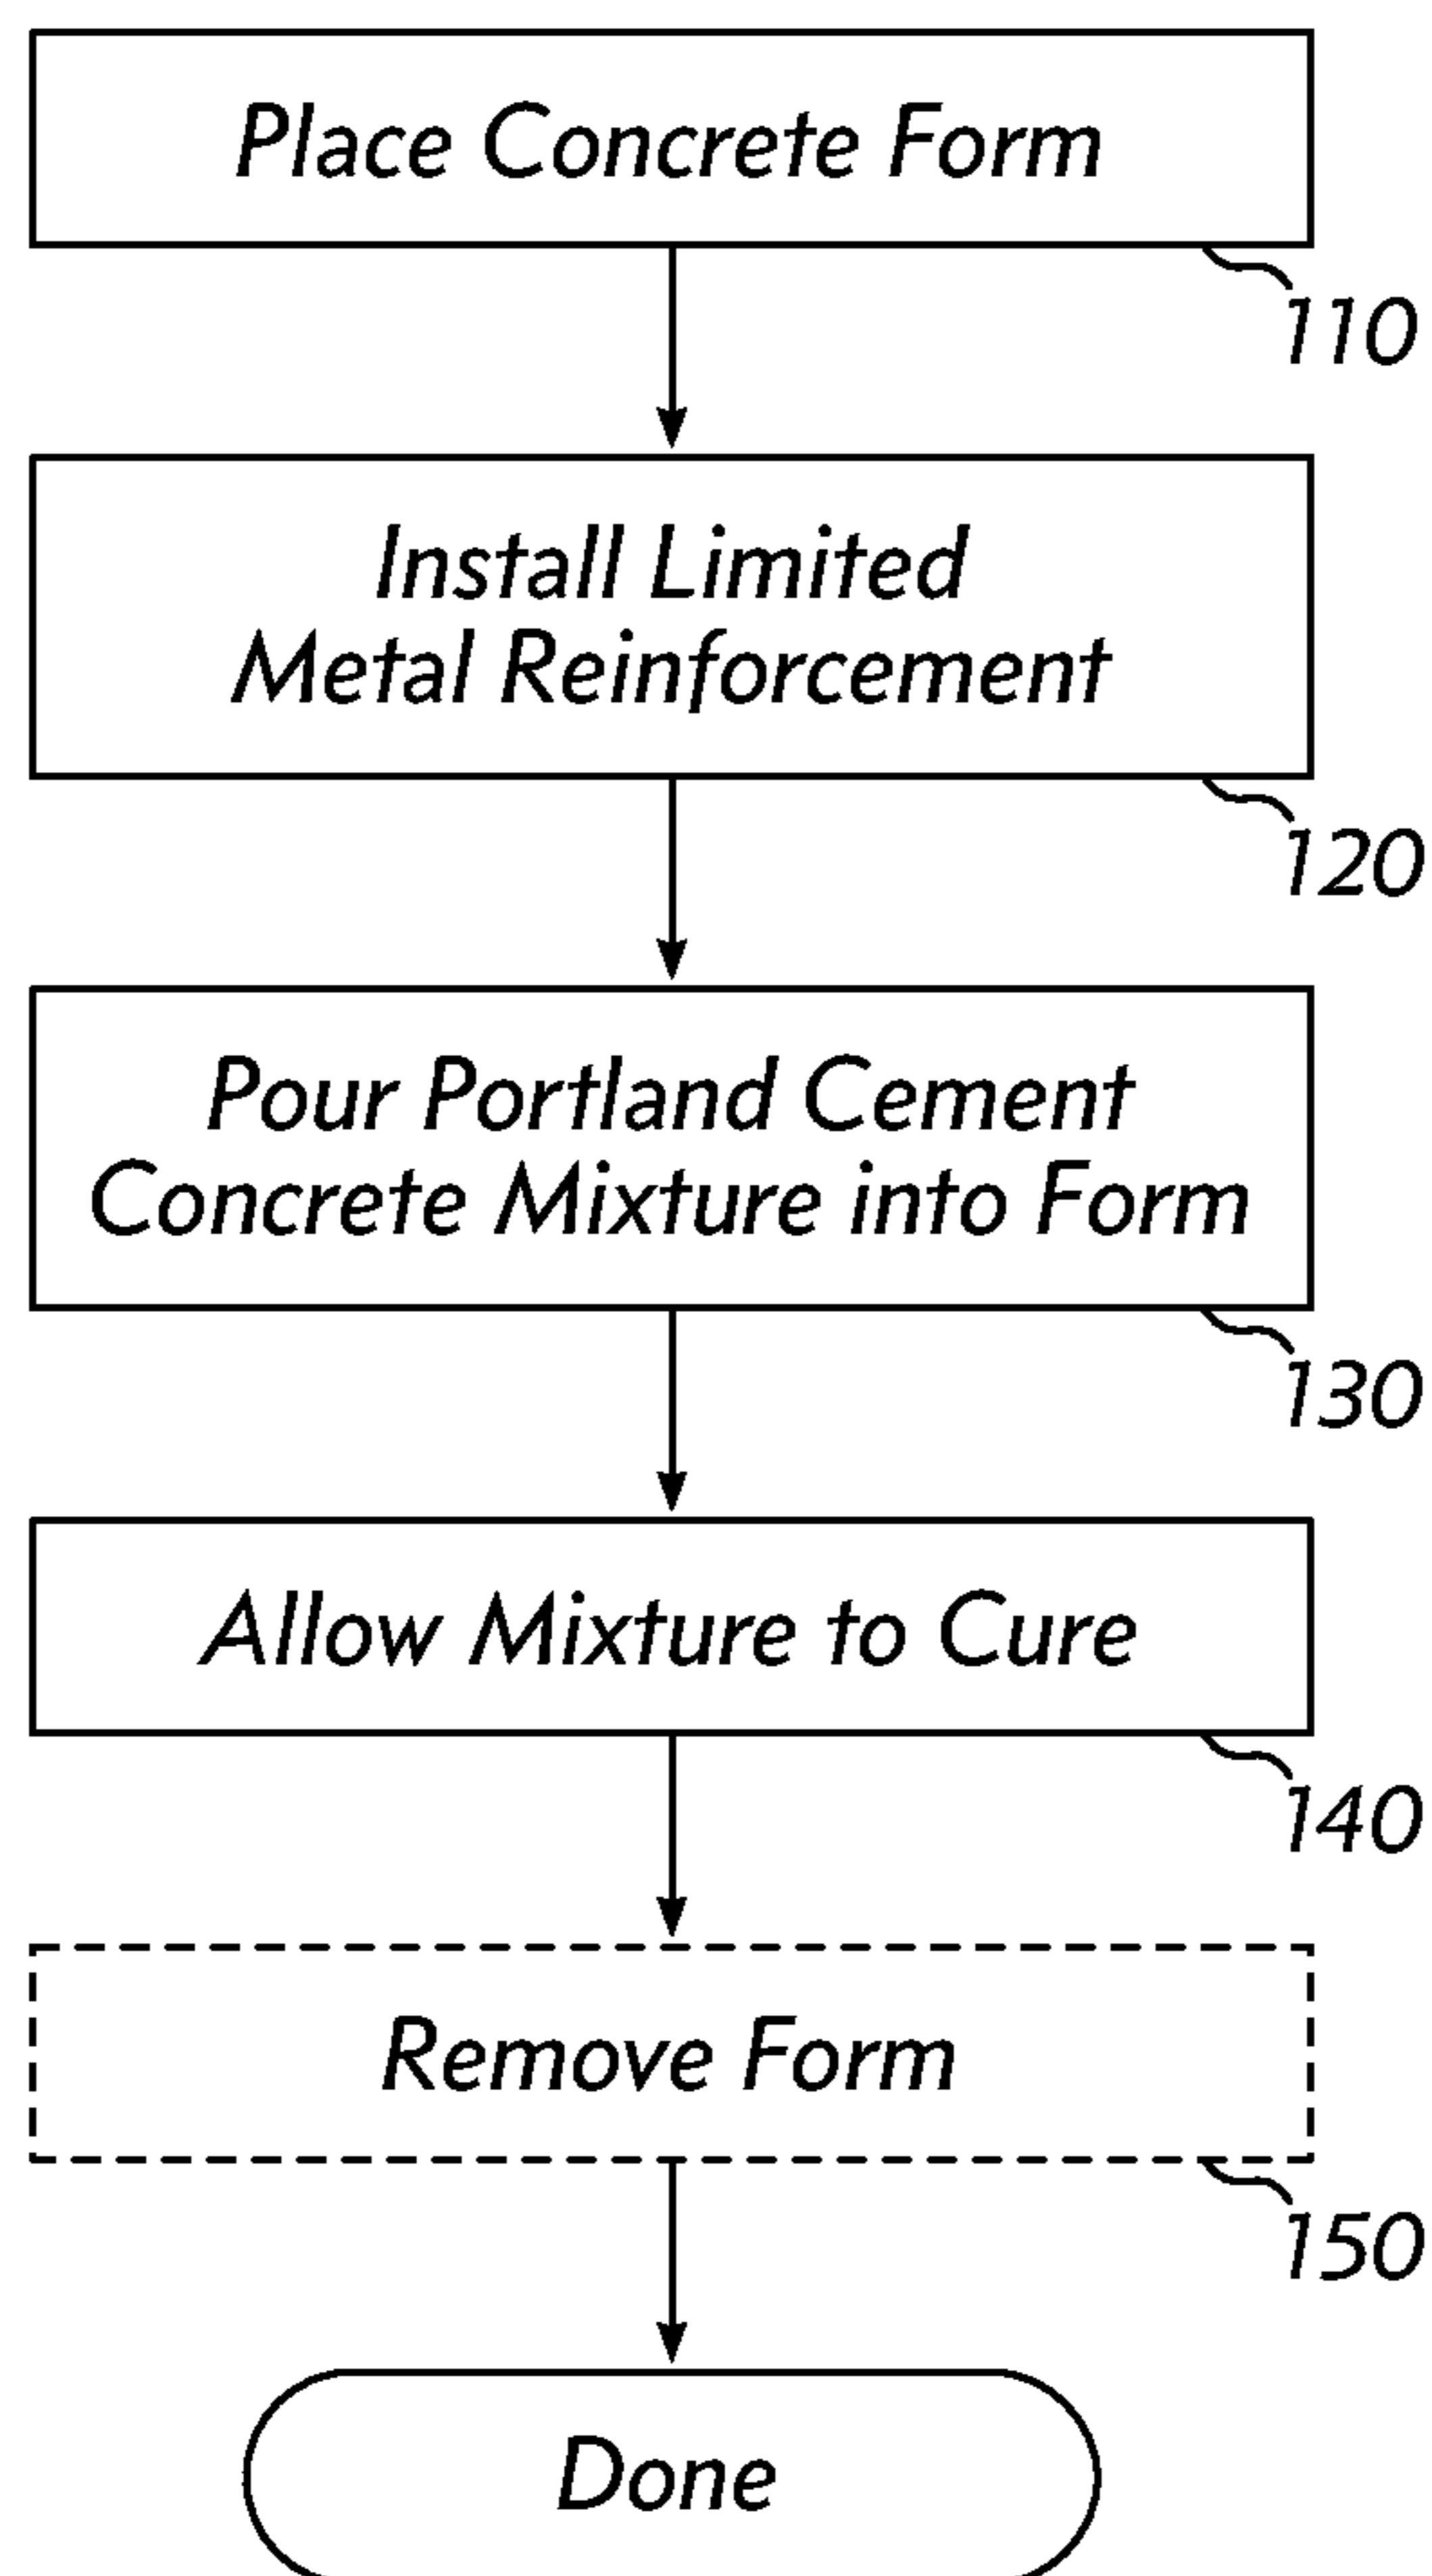 Place Concrete Form
110
Install Limited
Metal Reinforcement
120
Pour Portland Cement
Concrete Mixture into Form
130
Allow Mixture to Cure
140
Remove Form
150
Done